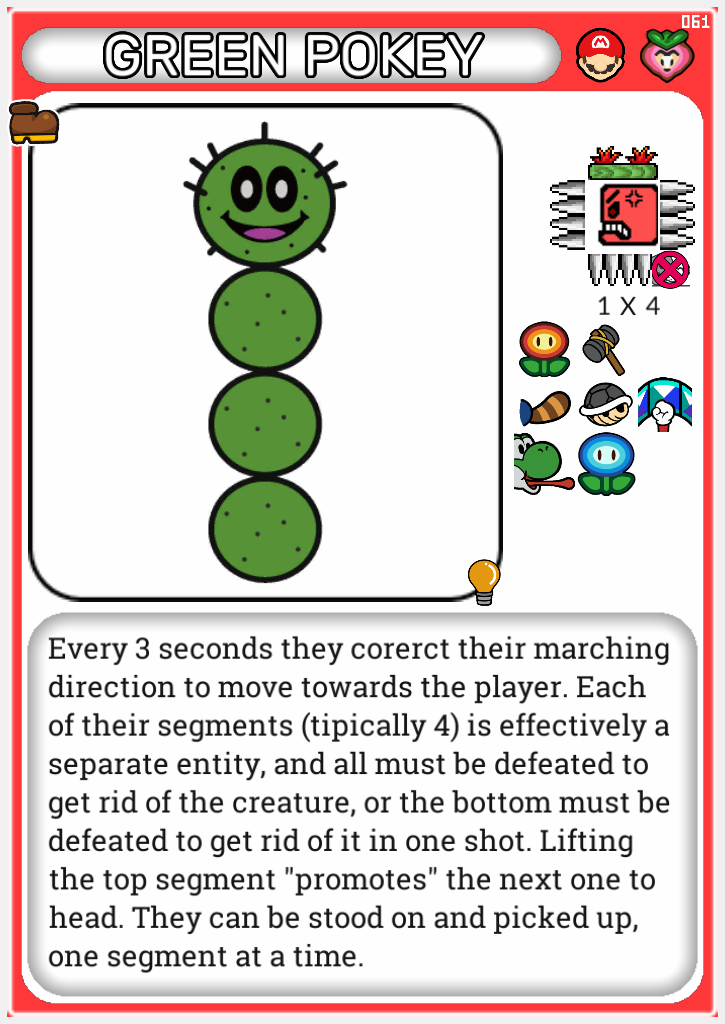 061
GREEN POKEY
1 X 4
Every 3 seconds they corerct their marching
direction to move towards the player. Each
of their segments (tipically 4) is effectively a
separate entity, and all must be defeated to
get rid of the creature, or the bottom must be
defeated to get rid of it in one shot. Lifting
the top segment "promotes" the next one to
head. They can be stood on and picked up,
one segment at a time.